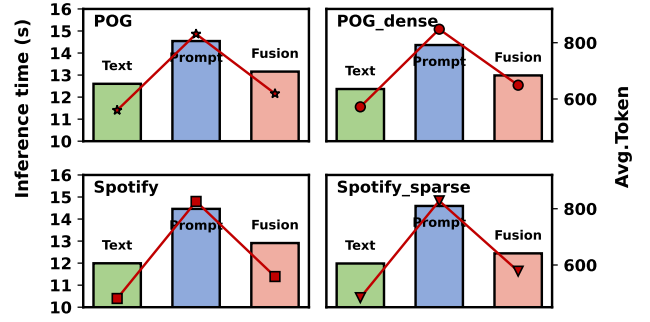 Inference time (s)
16
15
14
13
12
11
10
POG
Text
Prompt
Fusion
POG_dense
Text
Prompt
Fusion
800
600
16
15
14
13
12
11
10
Spotify
Text
Prompt
Fusion
Spotify_sparse
Text
Prompt
Fusion
800
600
Avg.Token